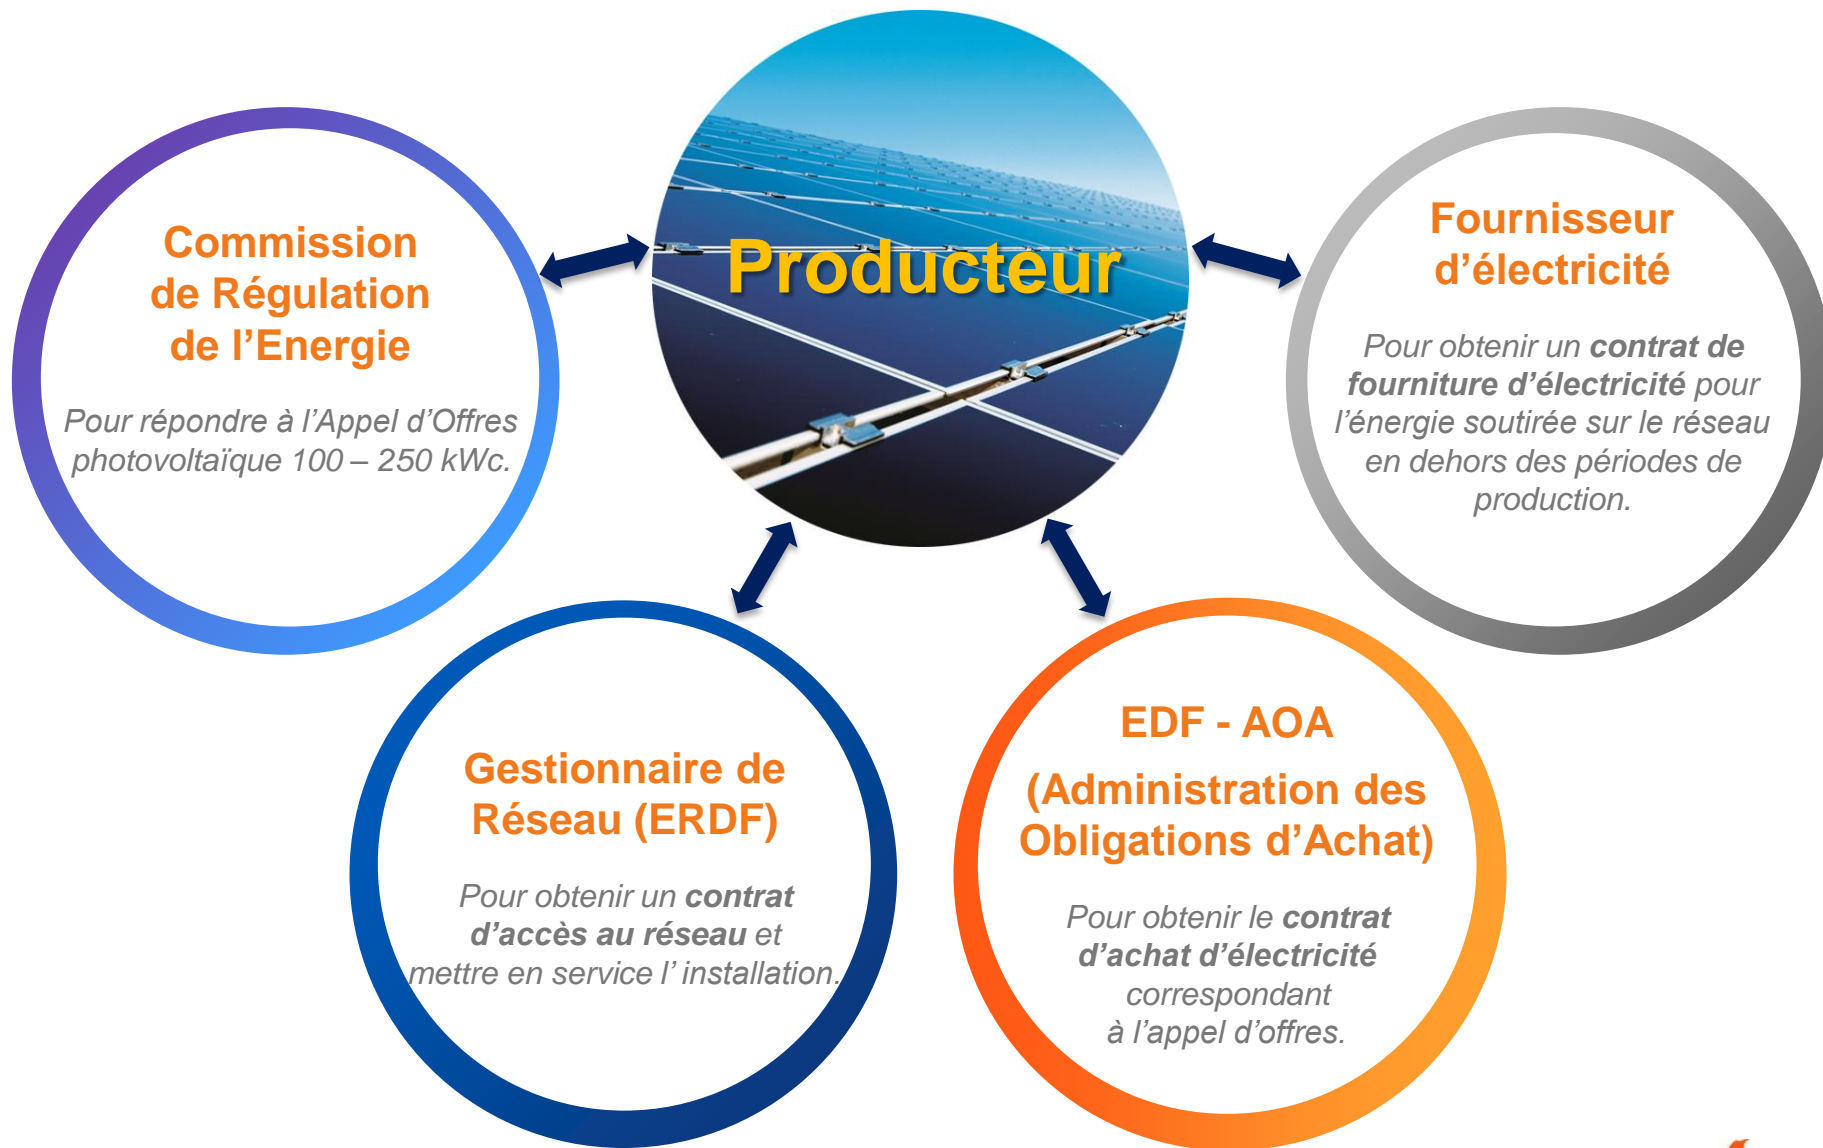 Producteur
Commission
de Régulation
de l’Energie
Pour répondre à l’Appel d’Offres
photovoltaïque 100 – 250 kWc.
Fournisseur
d’électricité
Pour obtenir un contrat de
fourniture d’électricité pour
l’énergie soutirée sur le réseau
en dehors des périodes de
production.
Gestionnaire de
Réseau (ERDF)
Pour obtenir un contrat
d’accès au réseau et
mettre en service l’ installation.
EDF - AOA
(Administration des
Obligations d’Achat)
Pour obtenir le contrat
d’achat d’électricité
correspondant
à l’appel d’offres.